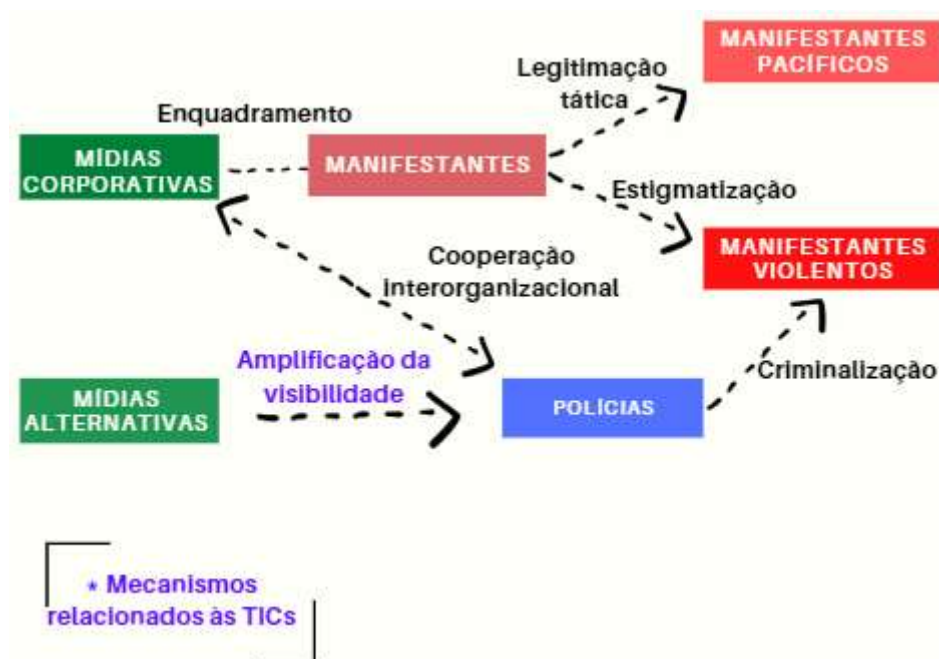 MANIFESTANTES
PACÍFICOS
Legitimação
tática
Enquadramento
MÍDIAS
CORPORATIVAS
MANIFESTANTES
Estigmatização
MANIFESTANTES
VIOLENTOS
Cooperação
interorganizacional
Amplificação da
visibilidade
Criminalização
MÍDIAS
ALTERNATIVAS
POLÍCIAS
* Mecanismos
relacionados às TICs